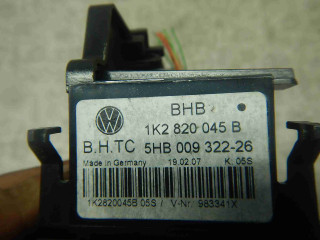 BHB
1K2 820 045 B
B.H.TC 5HB 009 322-26
Made in Germany 19.02.07 K. 05S
1K2820045B 05S / V-Nr. 983341X